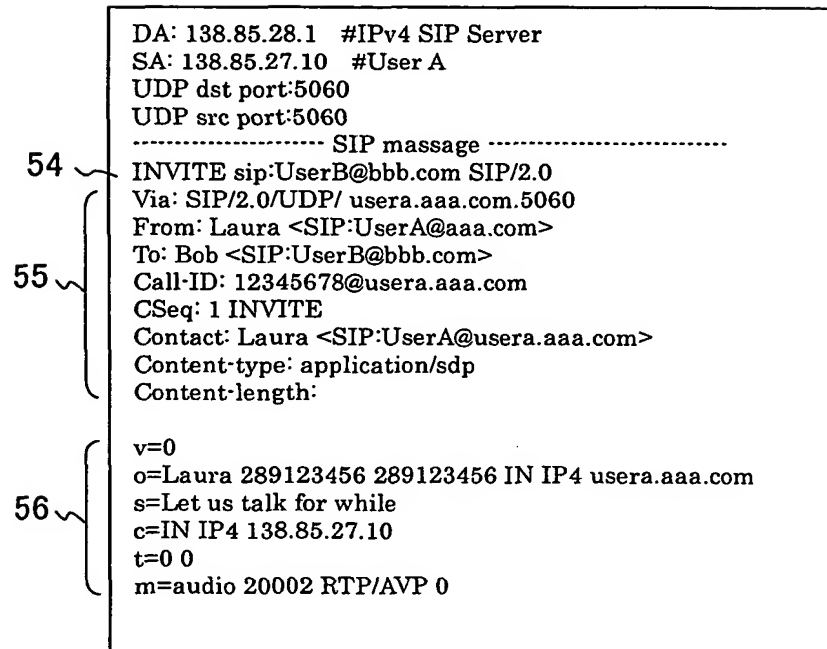 DA: 138.85.28.1 #IPv4 SIP Server
SA: 138.85.27.10 #User A
UDP dst port:5060
UDP src port:5060
---------------------- SIP massage ---------------------------
54
INVITE sip:UserB@bbb.com SIP/2.0
55
Via: SIP/2.0/UDP/ usera.aaa.com.5060
From: Laura <SIP:UserA@aaa.com>
To: Bob <SIP:UserB@bbb.com>
Call-ID: 12345678@usera.aaa.com
CSeq: 1 INVITE
Contact: Laura <SIP:UserA@usera.aaa.com>
Content-type: application/sdp
Content-length:
56
v=0
o=Laura 289123456 289123456 IN IP4 usera.aaa.com
s=Let us talk for while
c=IN IP4 138.85.27.10
t=0 0
m=audio 20002 RTP/AVP 0